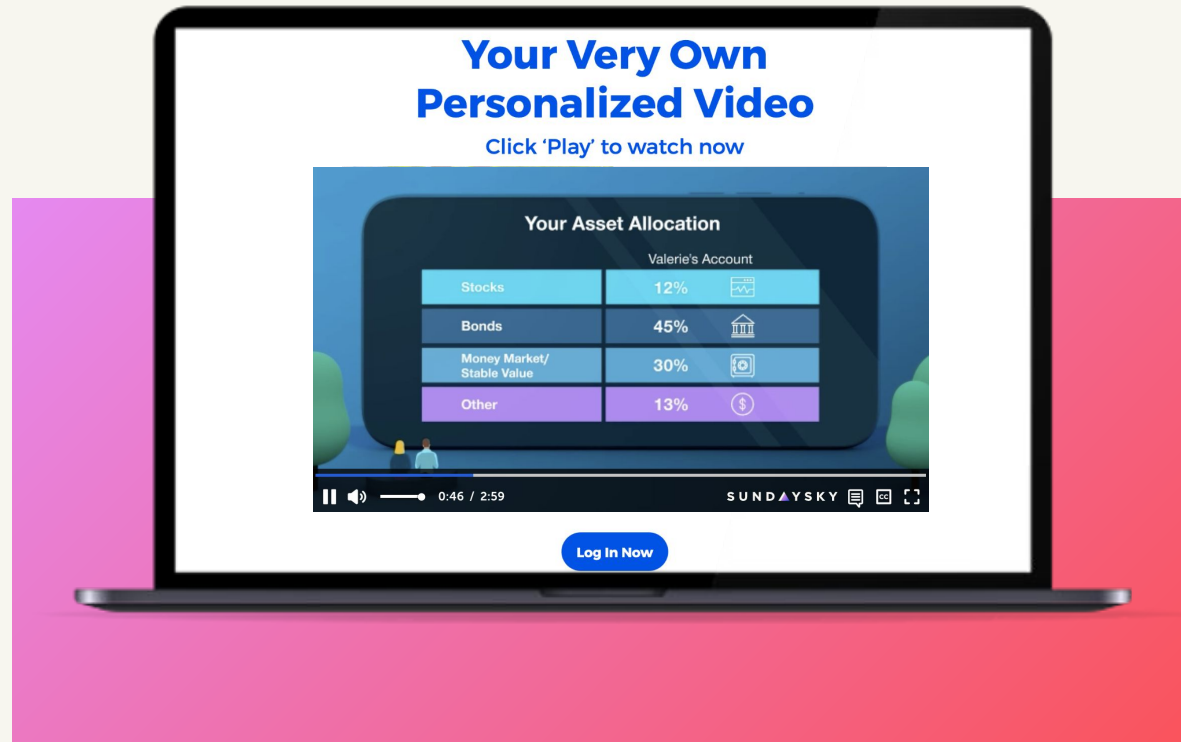 Your Very Own
Personalized Video
Click ‘Play’ to watch now
Your Asset Allocation
Valerie's Account
Stocks 12%
Bonds 45%
Money Market/
Stable Value 30%
Other 13%
0:46 / 2:59 SUNDAYSKY CC
Log In Now